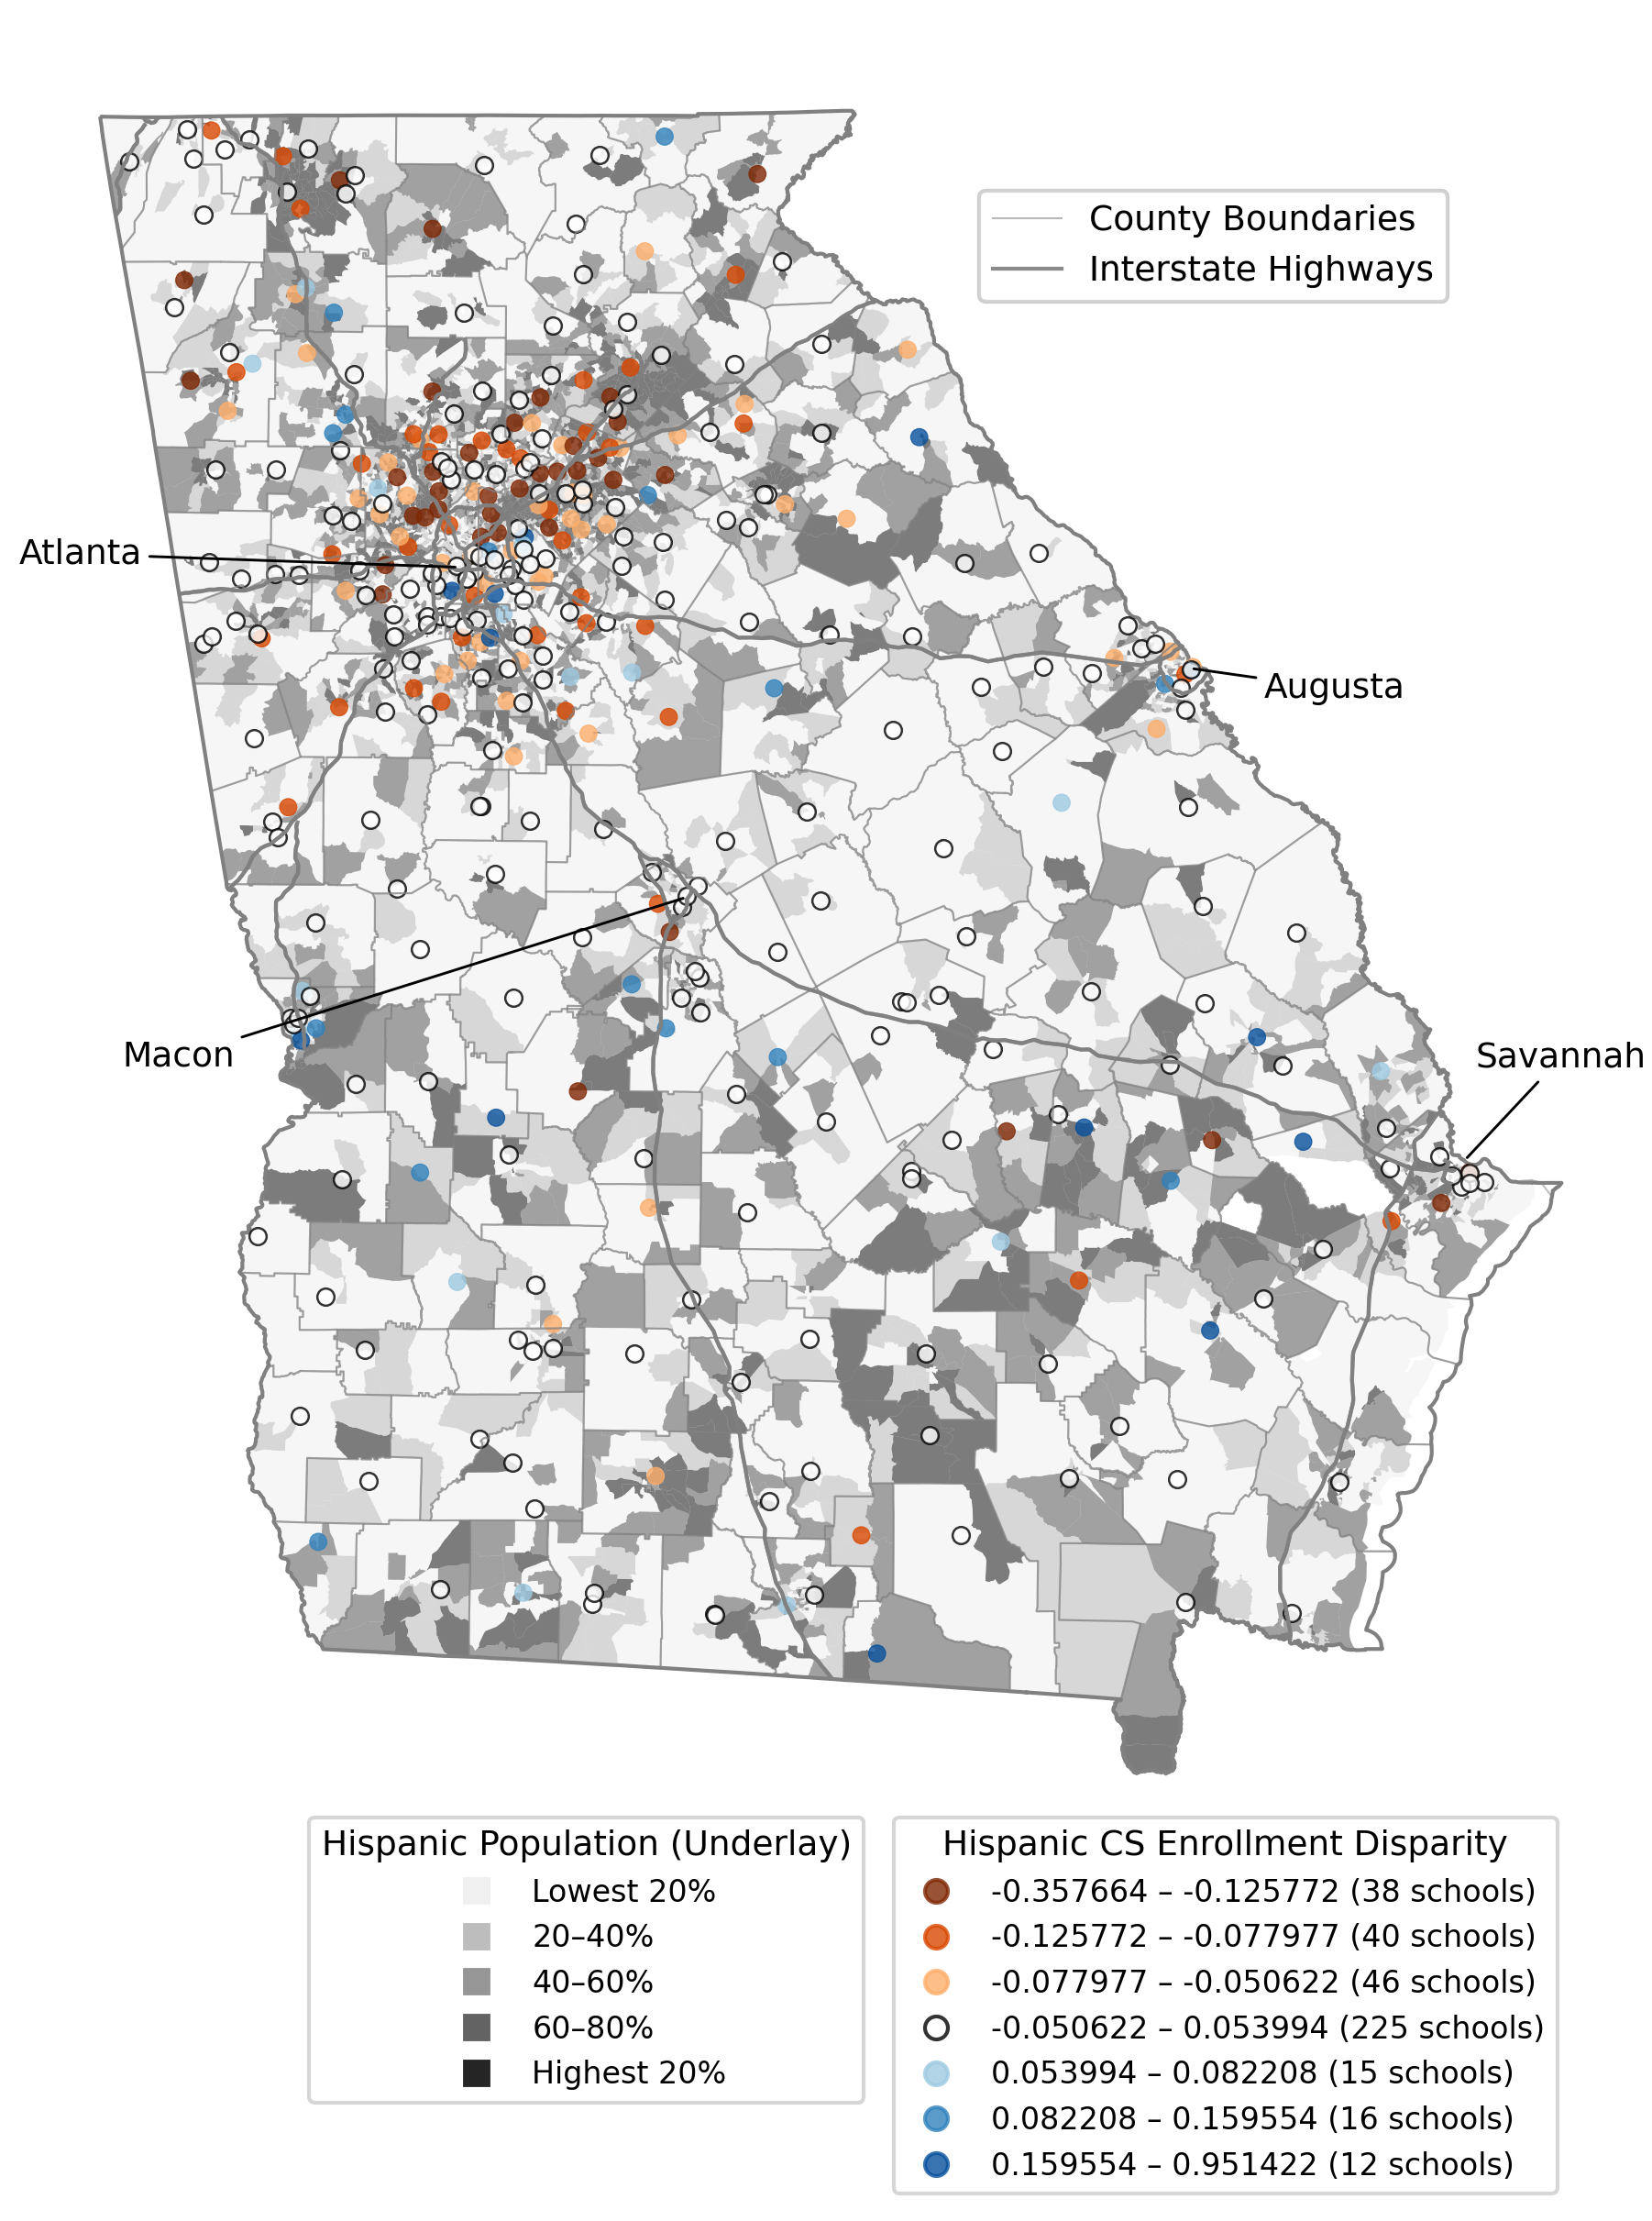 County Boundaries
Interstate Highways
Atlanta
Augusta
Macon
Savannah
Hispanic Population (Underlay)
Lowest 20%
20–40%
40–60%
60–80%
Highest 20%
Hispanic CS Enrollment Disparity
-0.357664 – -0.125772 (38 schools)
-0.125772 – -0.077977 (40 schools)
-0.077977 – -0.050622 (46 schools)
-0.050622 – 0.053994 (225 schools)
0.053994 – 0.082208 (15 schools)
0.082208 – 0.159554 (16 schools)
0.159554 – 0.951422 (12 schools)